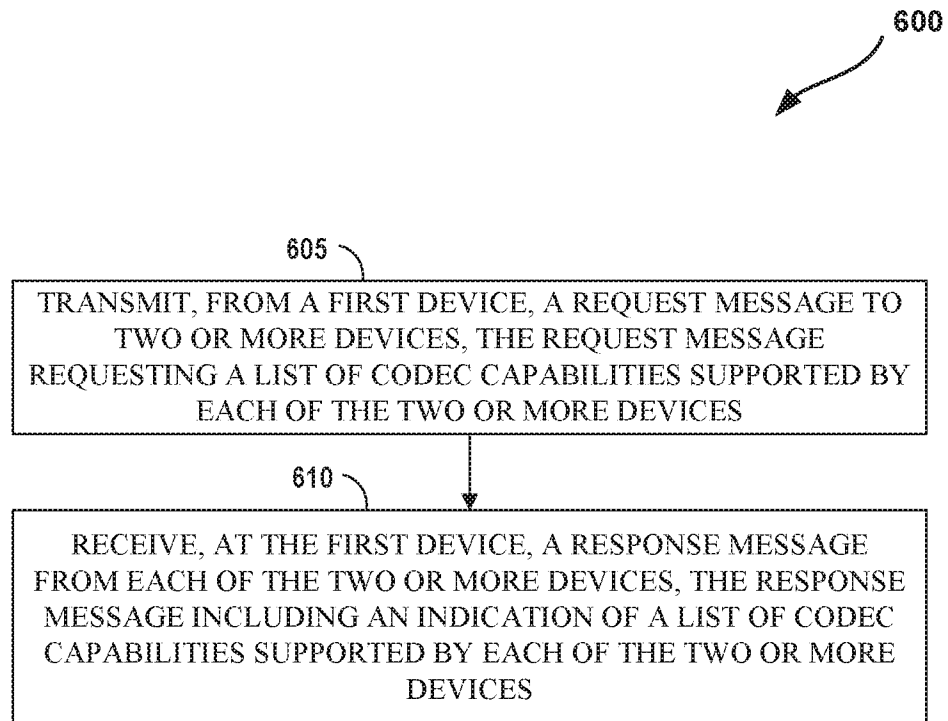 600
605
TRANSMIT, FROM A FIRST DEVICE, A REQUEST MESSAGE TO
TWO OR MORE DEVICES, THE REQUEST MESSAGE
REQUESTING A LIST OF CODEC CAPABILITIES SUPPORTED BY
EACH OF THE TWO OR MORE DEVICES
610
RECEIVE, AT THE FIRST DEVICE, A RESPONSE MESSAGE
FROM EACH OF THE TWO OR MORE DEVICES, THE RESPONSE
MESSAGE INCLUDING AN INDICATION OF A LIST OF CODEC
CAPABILITIES SUPPORTED BY EACH OF THE TWO OR MORE
DEVICES